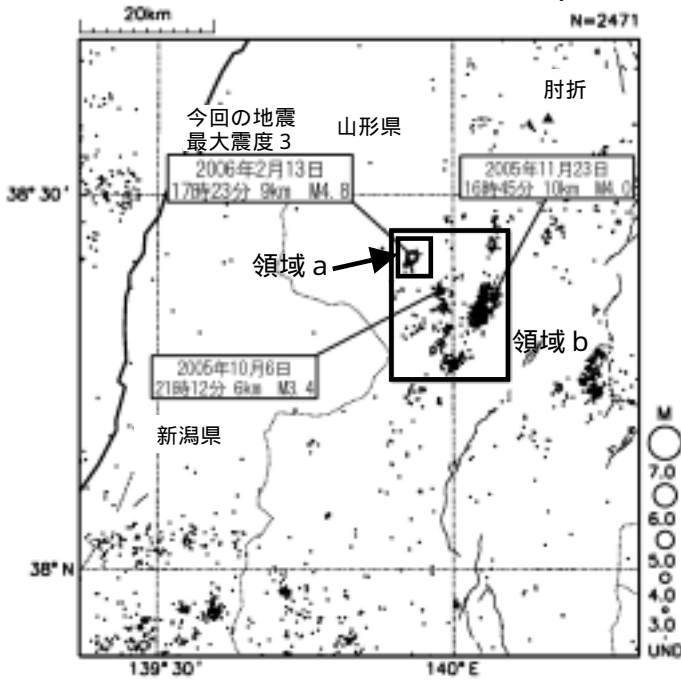 20km
N=2471
肘折
今回の地震
最大震度3
山形県
2006年2月13日
17時23分 9km M4.8
2005年11月23日
16時45分 10km M4.0
38°30'
領域a
領域b
2005年10月6日
21時12分 6km M3.4
新潟県
M
7.0
6.0
5.0
4.0
3.0
UND
38°N
139°30'
140°E